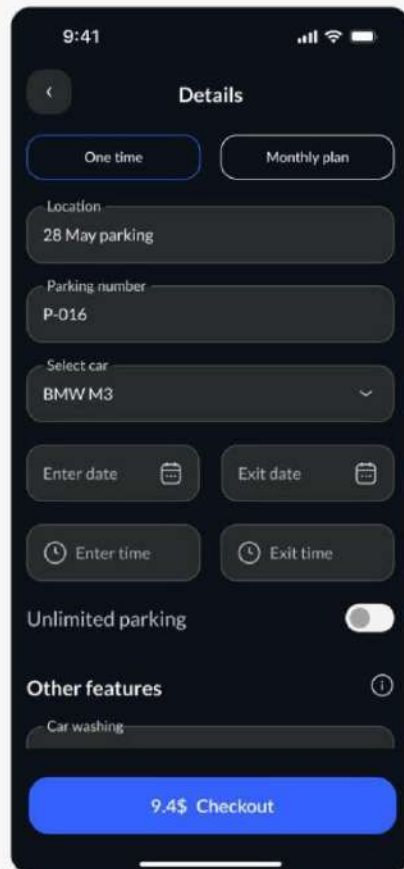 9:41
Details
One time Monthly plan
Location
28 May parking
Parking number
P-016
Select car
BMW M3
Enter date Exit date
Enter time Exit time
Unlimited parking
Other features
Car washing
9.4$ Checkout